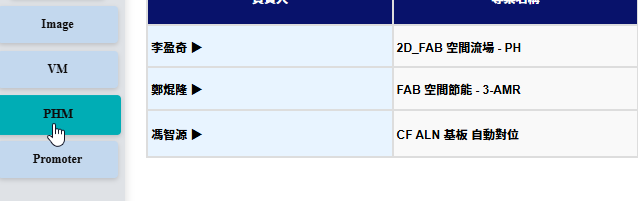 Image
VM
PHM
Promoter
李盈奇 ▶ 2D_FAB 空間流場 - PH
鄭焜隆 ▶ FAB 空間節能 - 3-AMR
馮智源 ▶ CF ALN 基板 自動對位